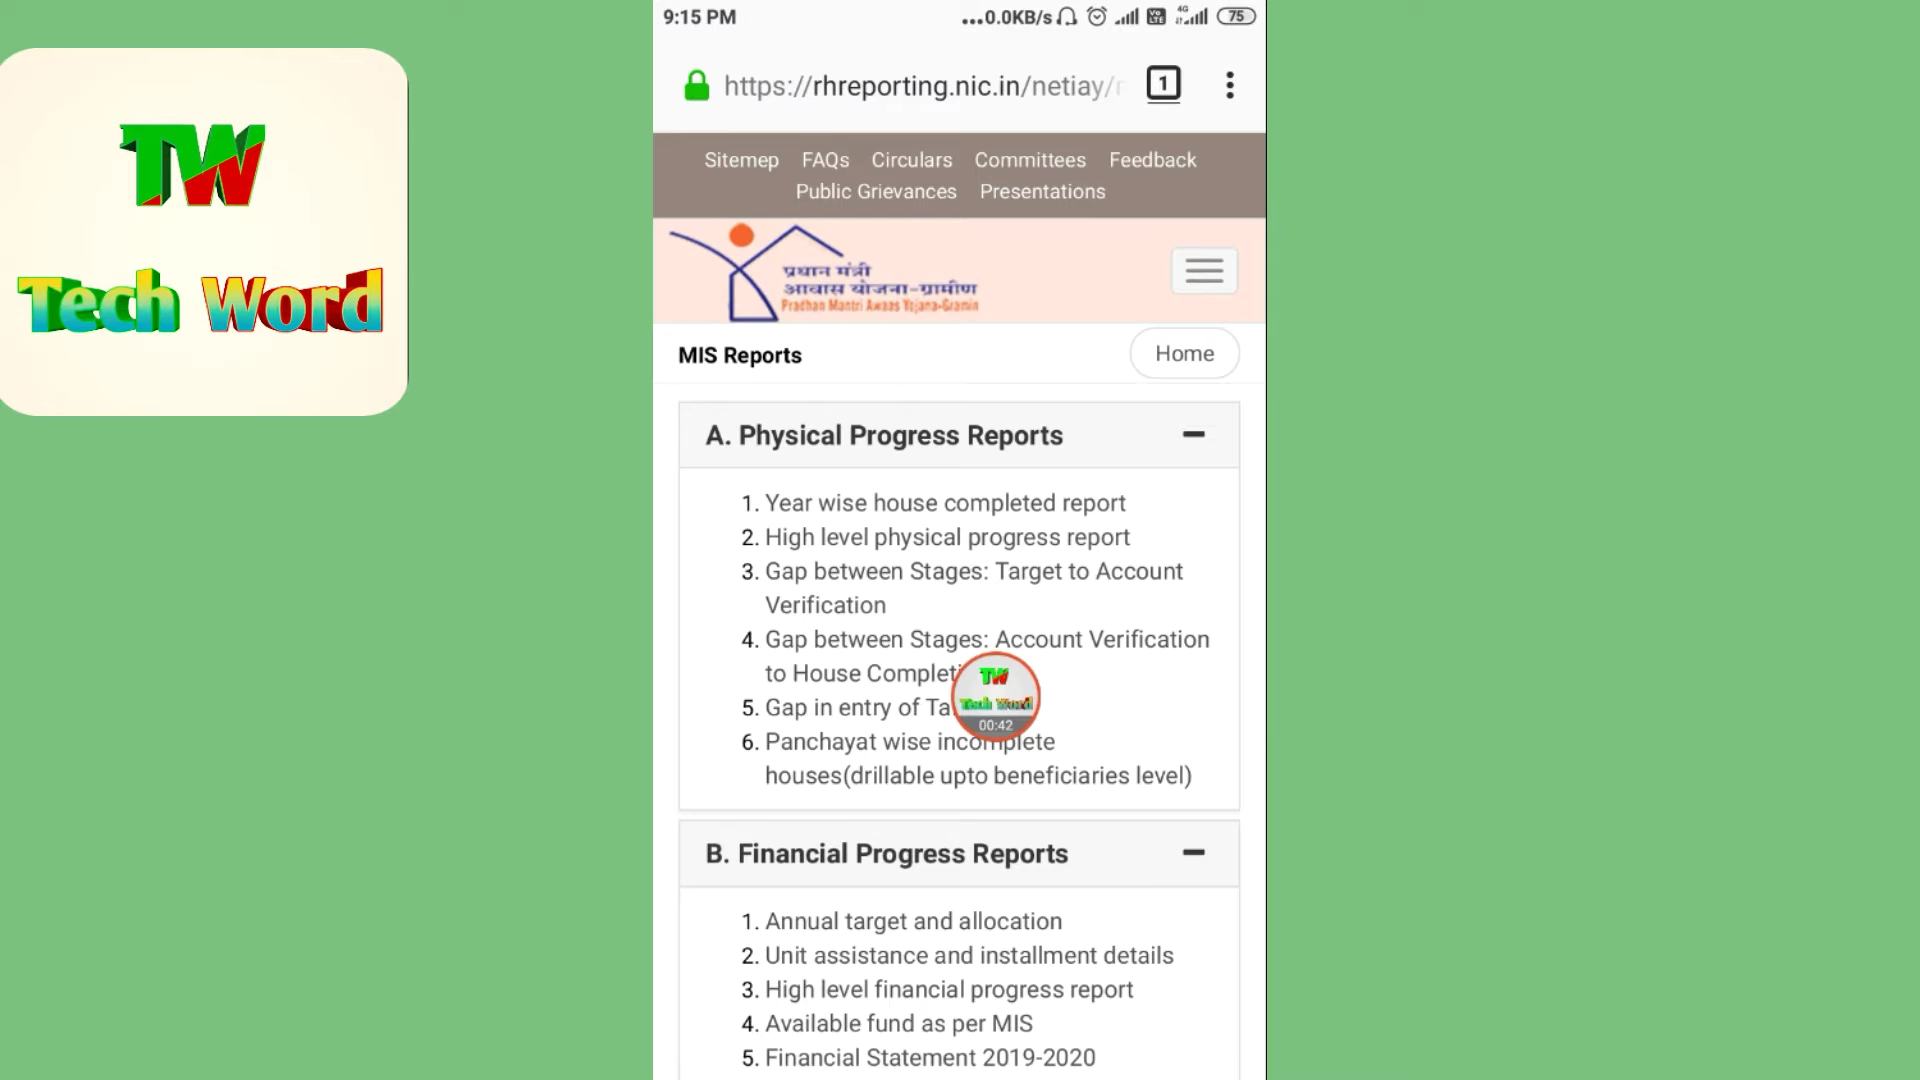 TW
Tech Word
9:15 PM
...0.0KB/s
Vo
LTE
4G
75
https://rhreporting.nic.in/netiay/
1
Sitemep FAQs Circulars Committees Feedback
Public Grievances Presentations
प्रधान मंत्री
आवास योजना-ग्रामीण
Pradhan Mantri Awaas Yojana-Gramin
MIS Reports
Home
A. Physical Progress Reports
1. Year wise house completed report
2. High level physical progress report
3. Gap between Stages: Target to Account
Verification
4. Gap between Stages: Account Verification
to House Complet
5. Gap in entry of Ta
6. Panchayat wise incomplete
houses(drillable upto beneficiaries level)
TW
Tech Word
00:42
B. Financial Progress Reports
1. Annual target and allocation
2. Unit assistance and installment details
3. High level financial progress report
4. Available fund as per MIS
5. Financial Statement 2019-2020